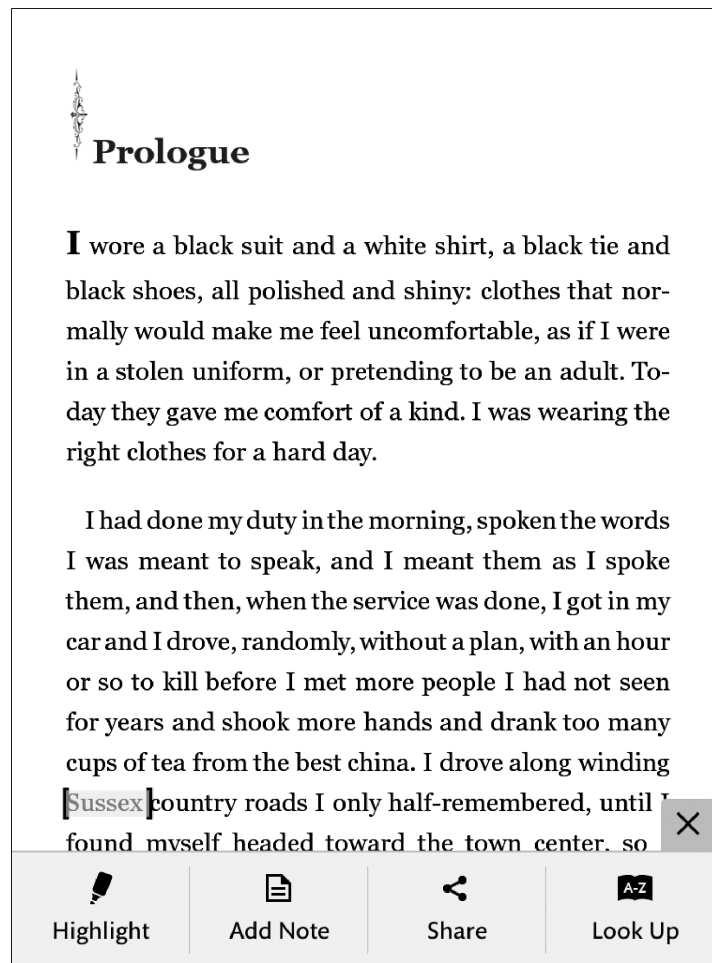 Prologue
I wore a black suit and a white shirt, a black tie and
black shoes, all polished and shiny: clothes that nor-
mally would make me feel uncomfortable, as if I were
in a stolen uniform, or pretending to be an adult. To-
day they gave me comfort of a kind. I was wearing the
right clothes for a hard day.
I had done my duty in the morning, spoken the words
I was meant to speak, and I meant them as I spoke
them, and then, when the service was done, I got in my
car and I drove, randomly, without a plan, with an hour
or so to kill before I met more people I had not seen
for years and shook more hands and drank too many
cups of tea from the best china. I drove along winding
Sussex country roads I only half-remembered, until I
found myself headed toward the town center, so
Highlight
Add Note
Share
A-Z
Look Up